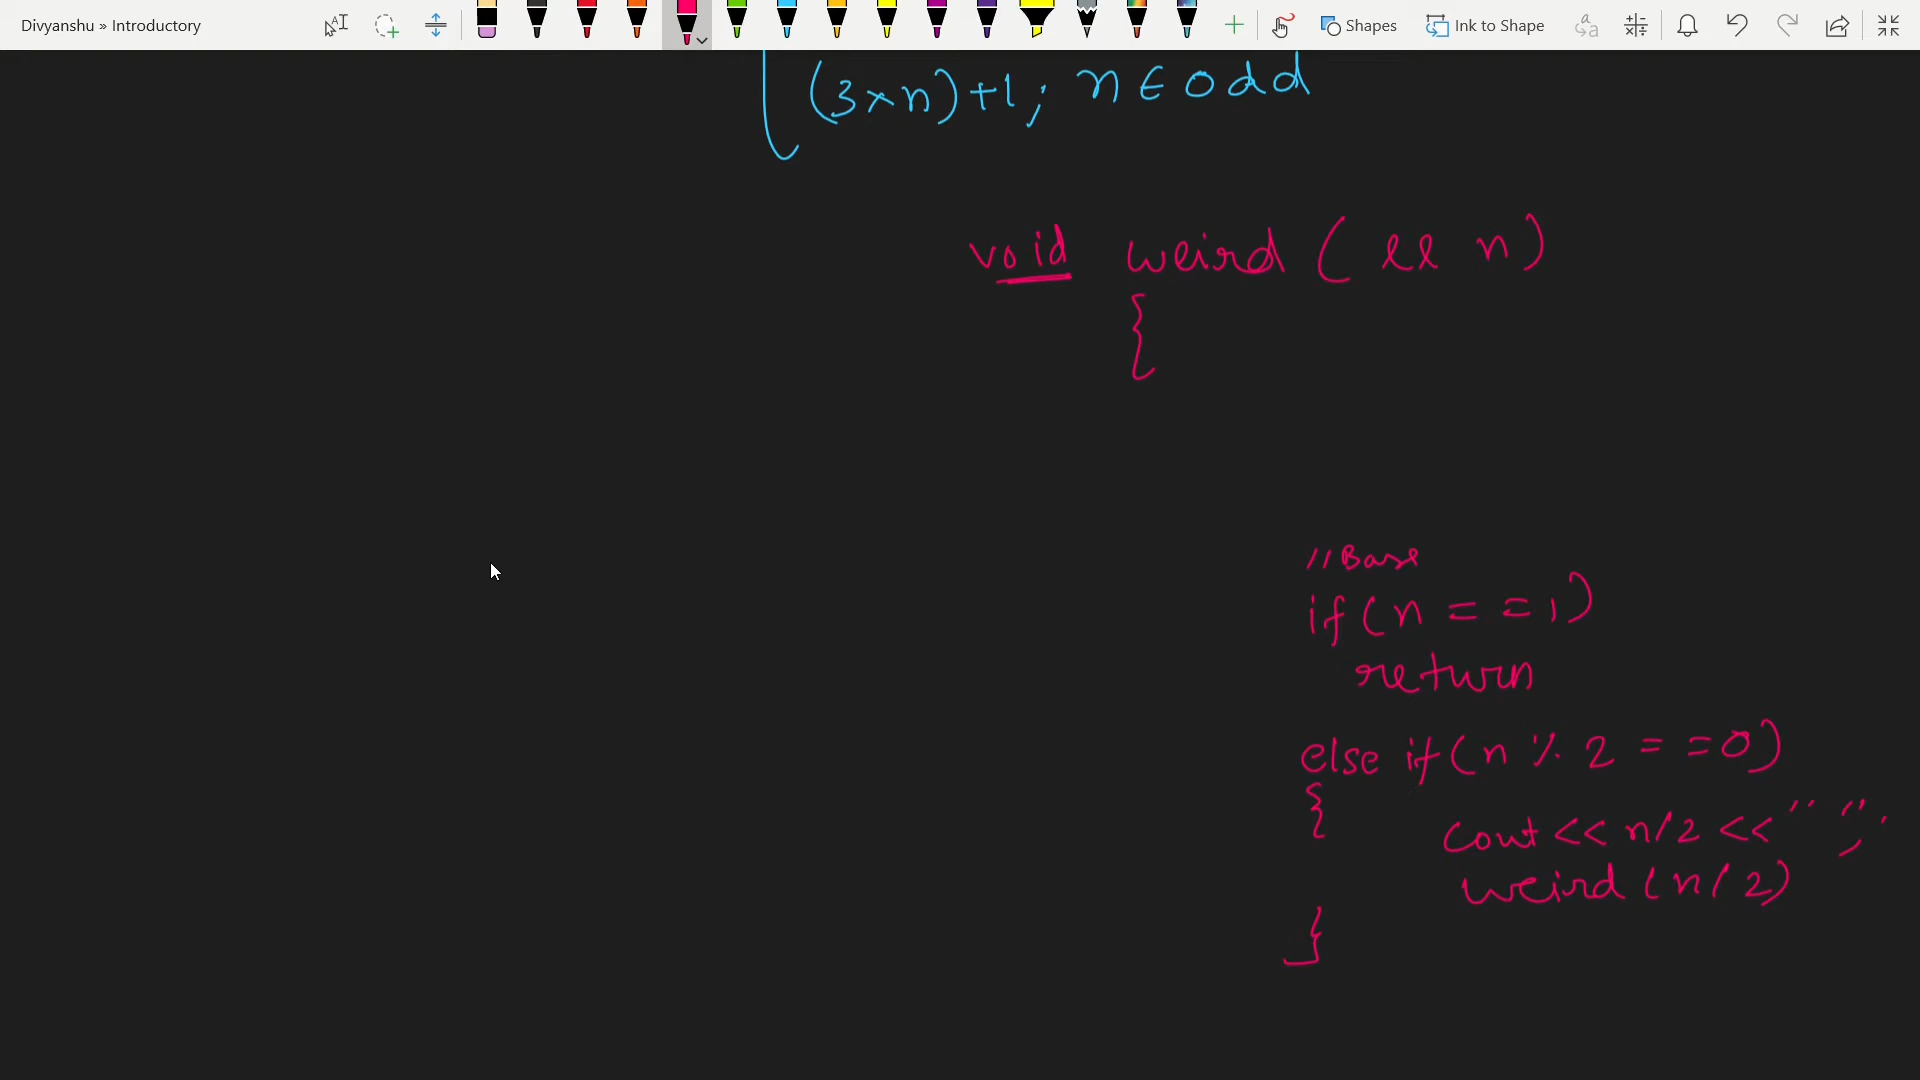 Divyanshu » Introductory
Shapes
Ink to Shape
(3×n)+1; n ∈ odd
void weird (ll n)
{
//Base
if(n = =1)
return
else if(n % 2 = =0)
{
cout << n/2 << " ";
weird (n/2)
}